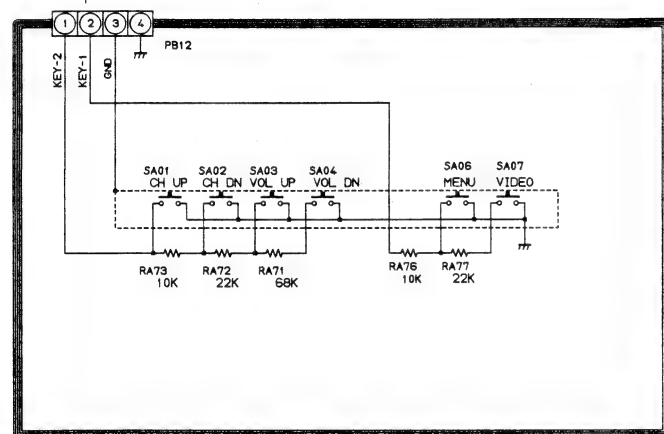 1 2 3 4
PB12
KEY-2 KEY-1 GND
SA01 SA02 SA03 SA04 SA06 SA07
CH UP CH DN VOL UP VOL DN MENU VIDEO
RA73 RA72 RA71 RA76 RA77
10K 22K 68K 10K 22K